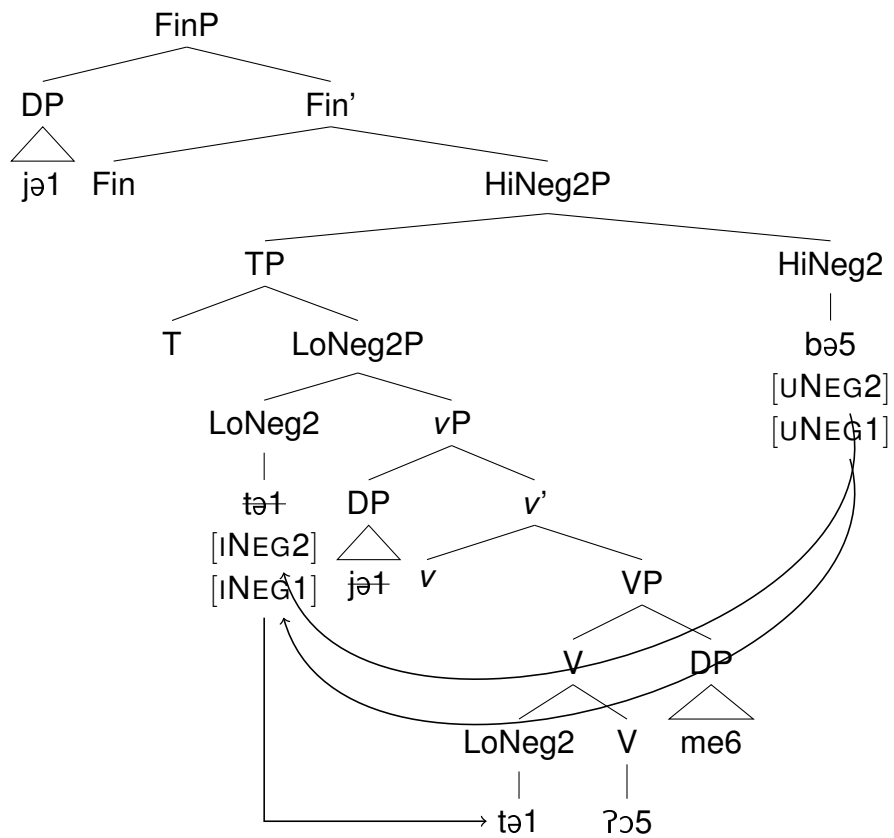 FinP
DP Fin’
jə1 Fin HiNeg2P
TP HiNeg2
T LoNeg2P bə5
[UNEG2]
LoNeg2 vP [UNEG1]
tə1 DP v’
[INEG2]
[INEG1] jə1 v VP
V DP
LoNeg2 V me6
tə1 ʔɔ5